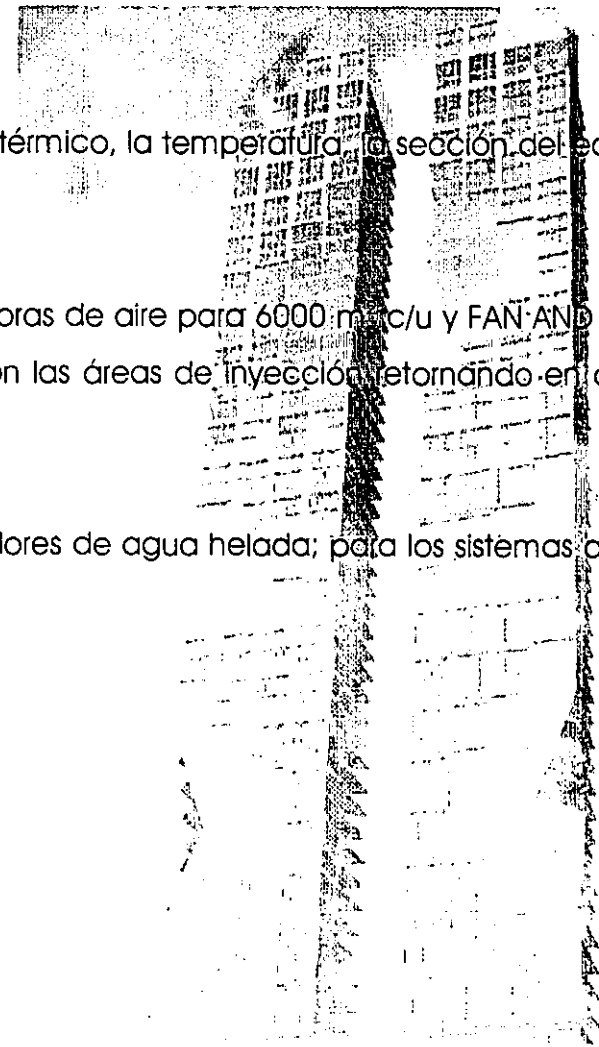 térmico, la temperatura, la sección del
oras de aire para 6000 m c/u y FAN AND
n las áreas de inyección retornando en
lores de agua helada; para los sistemas